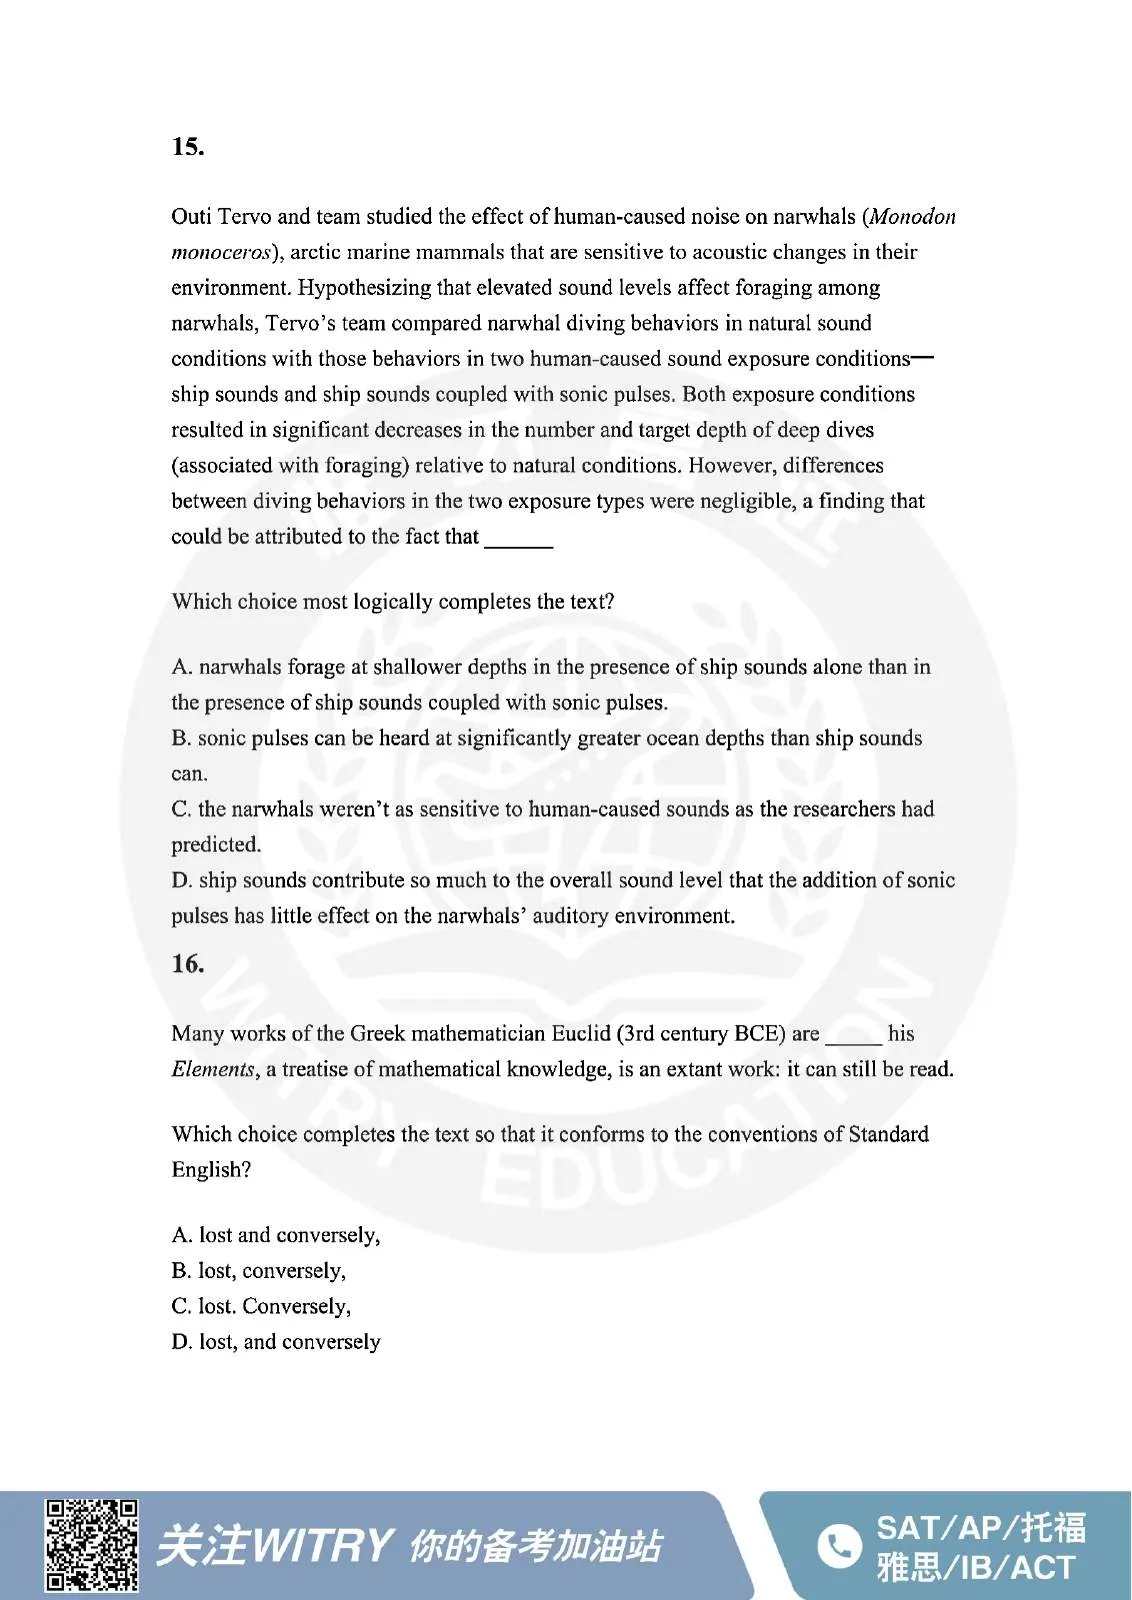 15.
Outi Tervo and team studied the effect of human-caused noise on narwhals (Monodon
monoceros), arctic marine mammals that are sensitive to acoustic changes in their
environment. Hypothesizing that elevated sound levels affect foraging among
narwhals, Tervo's team compared narwhal diving behaviors in natural sound
conditions with those behaviors in two human-caused sound exposure conditions—
ship sounds and ship sounds coupled with sonic pulses. Both exposure conditions
resulted in significant decreases in the number and target depth of deep dives
(associated with foraging) relative to natural conditions. However, differences
between diving behaviors in the two exposure types were negligible, a finding that
could be attributed to the fact that ______
Which choice most logically completes the text?
A. narwhals forage at shallower depths in the presence of ship sounds alone than in
the presence of ship sounds coupled with sonic pulses.
B. sonic pulses can be heard at significantly greater ocean depths than ship sounds
can.
C. the narwhals weren't as sensitive to human-caused sounds as the researchers had
predicted.
D. ship sounds contribute so much to the overall sound level that the addition of sonic
pulses has little effect on the narwhals' auditory environment.
16.
Many works of the Greek mathematician Euclid (3rd century BCE) are _____ his
Elements, a treatise of mathematical knowledge, is an extant work: it can still be read.
Which choice completes the text so that it conforms to the conventions of Standard
English?
A. lost and conversely,
B. lost, conversely,
C. lost. Conversely,
D. lost, and conversely
WITRY EDUCATION
关注WITRY 你的备考加油站
SAT/AP/托福
雅思/IB/ACT